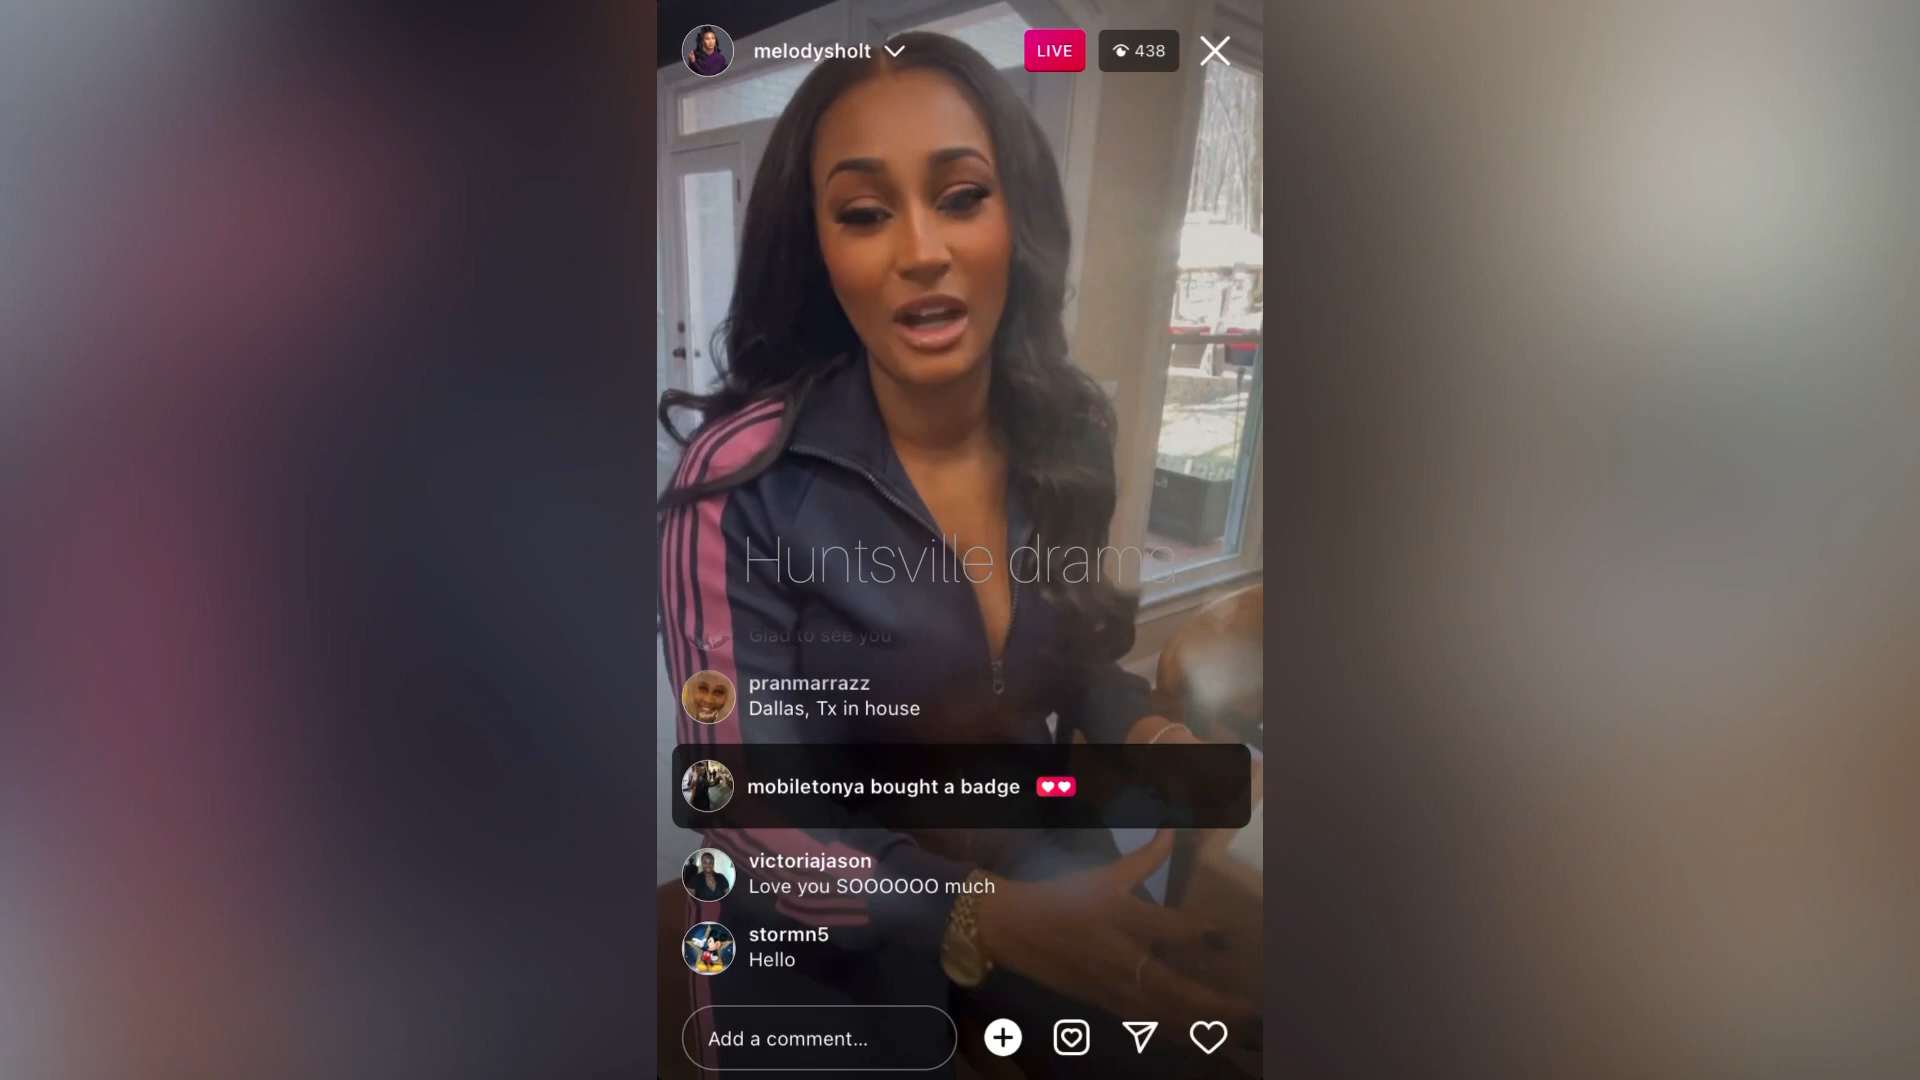 melodysholt
LIVE
438
Huntsville drama
Glad to see you
pranmarrazz
Dallas, Tx in house
mobiletonya bought a badge
victoriajason
Love you SOOOOOO much
stormn5
Hello
Add a comment...